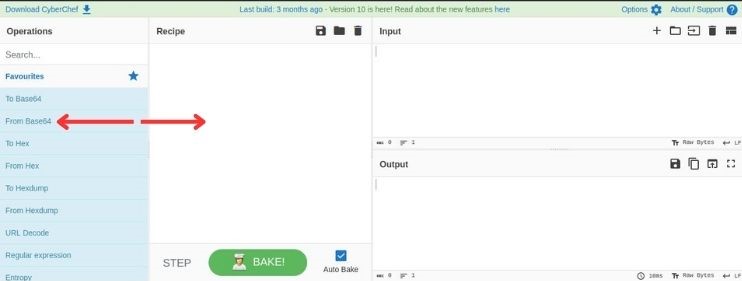 Download CyberChef
Last build: 3 months ago - Version 10 is here! Read about the new features here
Options
About / Support
Operations
Search...
Favourites
To Base64
From Base64
To Hex
From Hex
To Hexdump
From Hexdump
URL Decode
Regular expression
Entropy
Recipe
STEP
BAKE!
Auto Bake
Input
0
1
Raw Bytes
LF
Output
0
1
10ms
Raw Bytes
LF